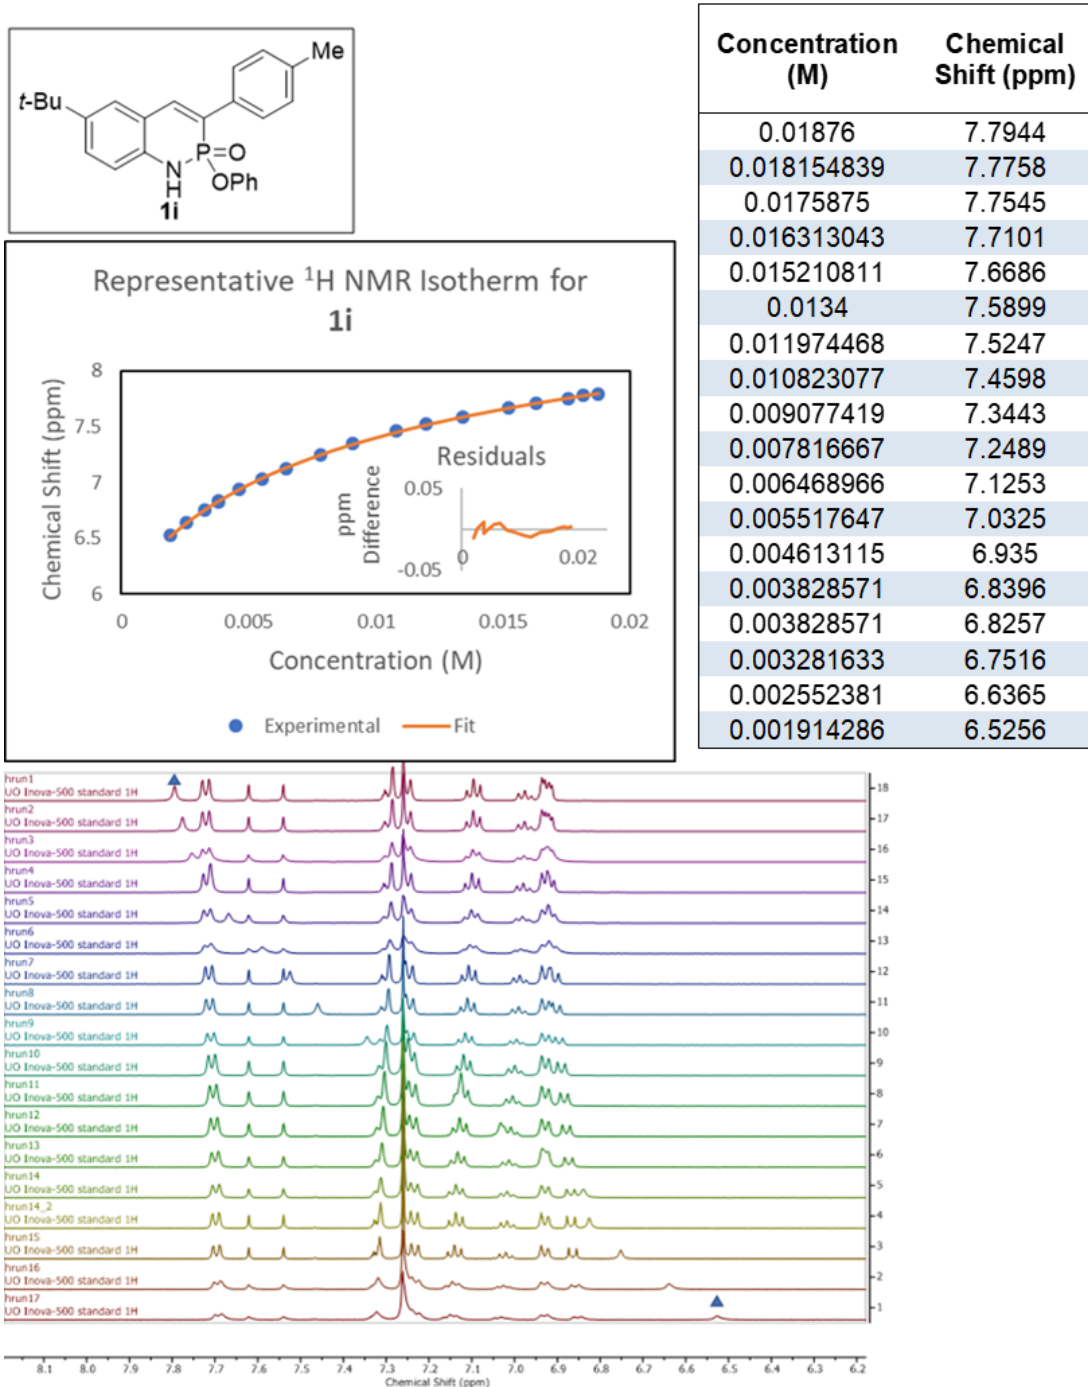 Me
t-Bu
P=O
N
H
OPh
1i
Concentration (M) Chemical Shift (ppm)
0.01876 7.7944
0.018154839 7.7758
0.0175875 7.7545
0.016313043 7.7101
0.015210811 7.6686
0.0134 7.5899
0.011974468 7.5247
0.010823077 7.4598
0.009077419 7.3443
0.007816667 7.2489
0.006468966 7.1253
0.005517647 7.0325
0.004613115 6.935
0.003828571 6.8396
0.003828571 6.8257
0.003281633 6.7516
0.002552381 6.6365
0.001914286 6.5256
Representative ¹H NMR Isotherm for
1i
Chemical Shift (ppm)
8
7.5
7
6.5
6
Residuals
ppm
Difference
0.05
-0.05
0
0.02
0 0.005 0.01 0.015 0.02
Concentration (M)
Experimental Fit
hrun1
UO Inova-500 standard 1H
18
hrun2
UO Inova-500 standard 1H
17
hrun3
UO Inova-500 standard 1H
16
hrun4
UO Inova-500 standard 1H
15
hrun5
UO Inova-500 standard 1H
14
hrun6
UO Inova-500 standard 1H
13
hrun7
UO Inova-500 standard 1H
12
hrun8
UO Inova-500 standard 1H
11
hrun9
UO Inova-500 standard 1H
10
hrun10
UO Inova-500 standard 1H
9
hrun11
UO Inova-500 standard 1H
8
hrun12
UO Inova-500 standard 1H
7
hrun13
UO Inova-500 standard 1H
6
hrun14
UO Inova-500 standard 1H
5
hrun14_2
UO Inova-500 standard 1H
4
hrun15
UO Inova-500 standard 1H
3
hrun16
UO Inova-500 standard 1H
2
hrun17
UO Inova-500 standard 1H
1
8.1 8.0 7.9 7.8 7.7 7.6 7.5 7.4 7.3 7.2 7.1 7.0 6.9 6.8 6.7 6.6 6.5 6.4 6.3 6.2
Chemical Shift (ppm)